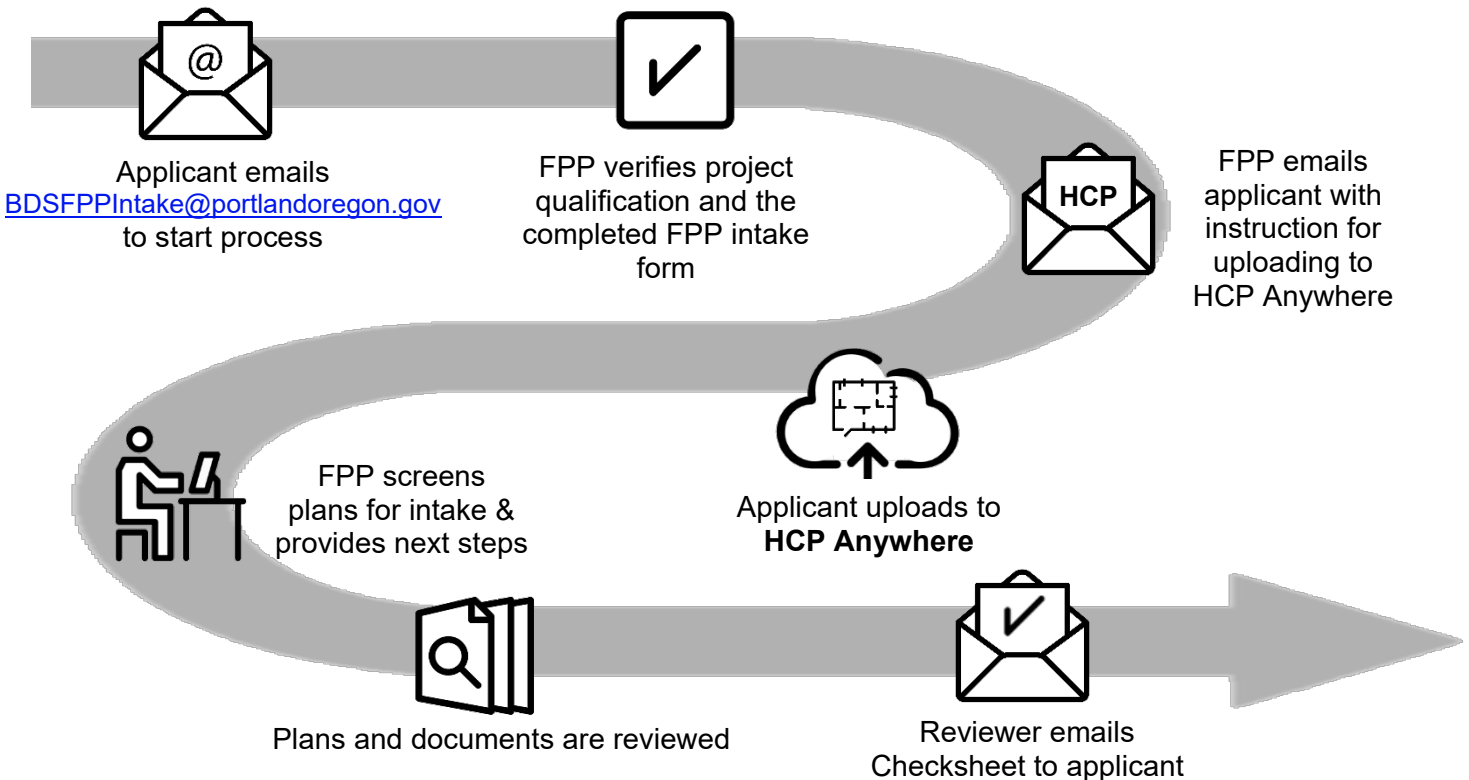 @
Applicant emails
BDSFPPIntake@portlandoregon.gov
to start process
FPP verifies project
qualification and the
completed FPP intake
form
HCP
FPP emails
applicant with
instruction for
uploading to
HCP Anywhere
Applicant uploads to
HCP Anywhere
FPP screens
plans for intake &
provides next steps
Plans and documents are reviewed
Reviewer emails
Checksheet to applicant